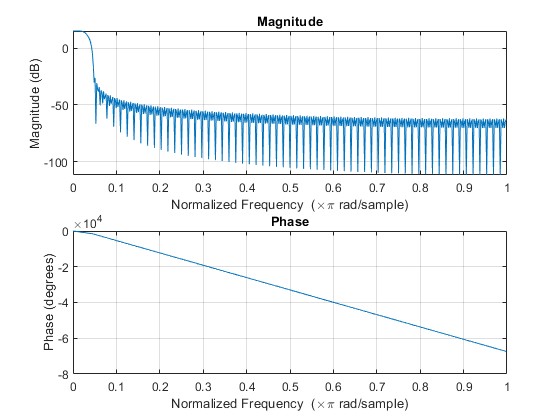 Magnitude
Magnitude (dB)
0
-50
-100
0 0.1 0.2 0.3 0.4 0.5 0.6 0.7 0.8 0.9 1
Normalized Frequency (×π rad/sample)
Phase
×10^4
Phase (degrees)
0
-2
-4
-6
-8
0 0.1 0.2 0.3 0.4 0.5 0.6 0.7 0.8 0.9 1
Normalized Frequency (×π rad/sample)